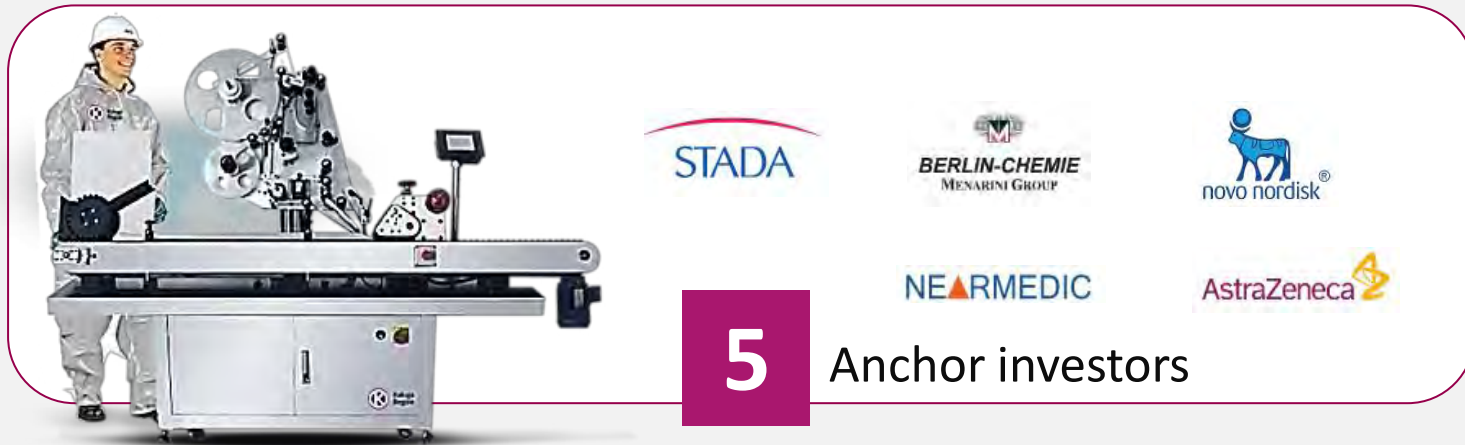 STADA
BERLIN-CHEMIE
MENARINI GROUP
novo nordisk®
NEARMEDIC
AstraZeneca
5 Anchor investors